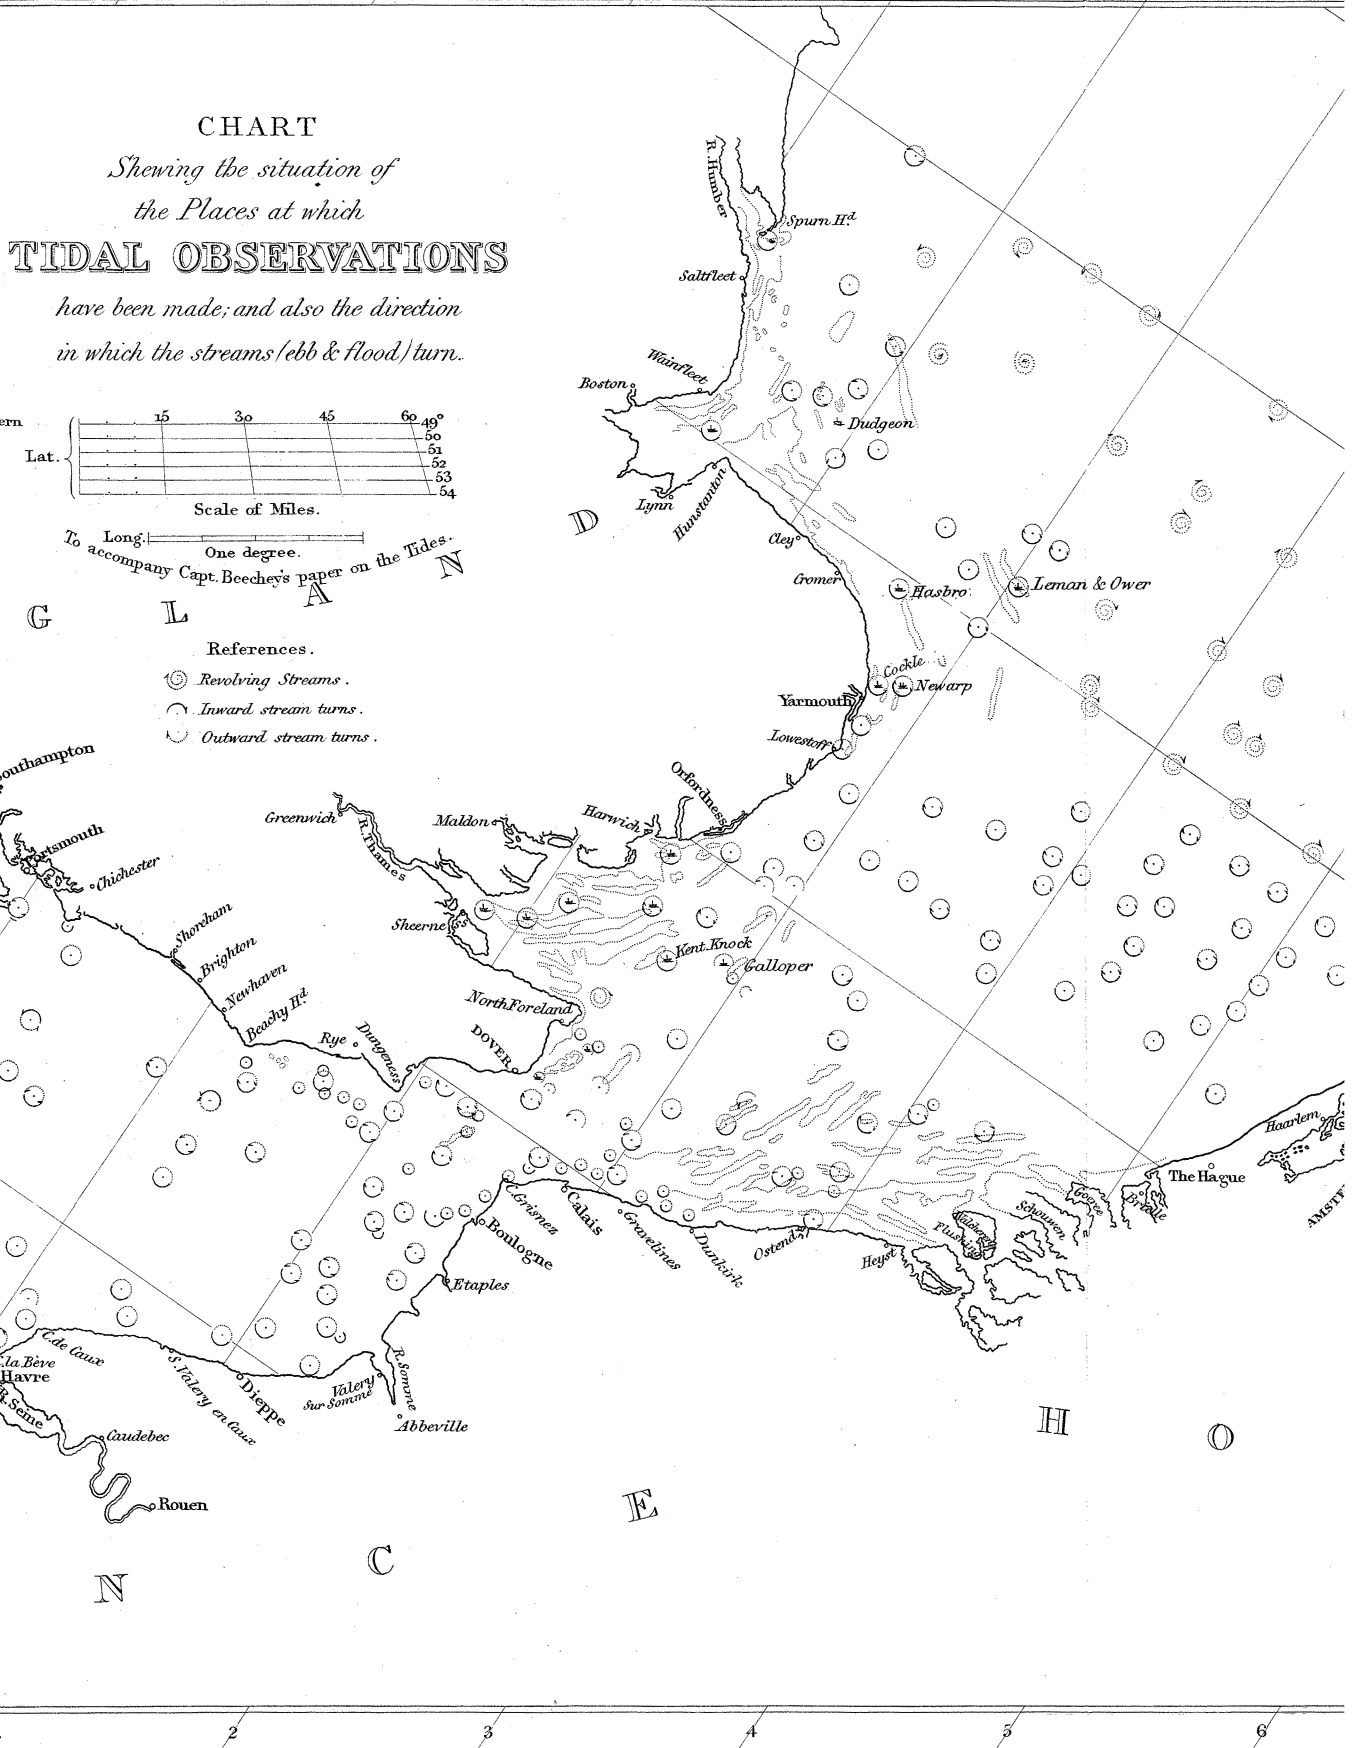 CHART
Shewing the situation of
the Places at which
TIDAL OBSERVATIONS
have been made; and also the direction
in which the streams (ebb & flood) turn.
ern
15 30 45 60
49°
50
51
52
53
54
Lat.
Scale of Miles.
Long.
One degree.
To accompany Capt. Beechey's paper on the Tides.
G L A N D
References.
Revolving Streams.
Inward stream turns.
Outward stream turns.
R. Humber
Spurn Hd.
Saltfleet
Wainfleet
Boston
Dudgeon
Lynn
Hunstanton
Cley
Cromer
Hasbro
Leman & Ower
Cockle
Newarp
Yarmouth
Lowestoff
Orfordness
Harwich
Maldon
Greenwich
R. Thames
Sheerness
Kent Knock
Galloper
North Foreland
DOVER
outhampton
Portsmouth
Chichester
Shoreham
Brighton
Newhaven
Beachy Hd
Rye
Dungeness
C. Grisnez
Calais
Gravelines
Dunkirk
Ostend
Heyst
Flushing
Schouwen
Goeree
Brielle
The Hague
Haarlem
AMSTE
Boulogne
Etaples
R. Somme
Valery
Sur Somme
Abbeville
Dieppe
S. Valery en Caux
C. de Caux
la Bève
Havre
R. Seine
Caudebec
Rouen
H O
N C E
2 3 4 5 6